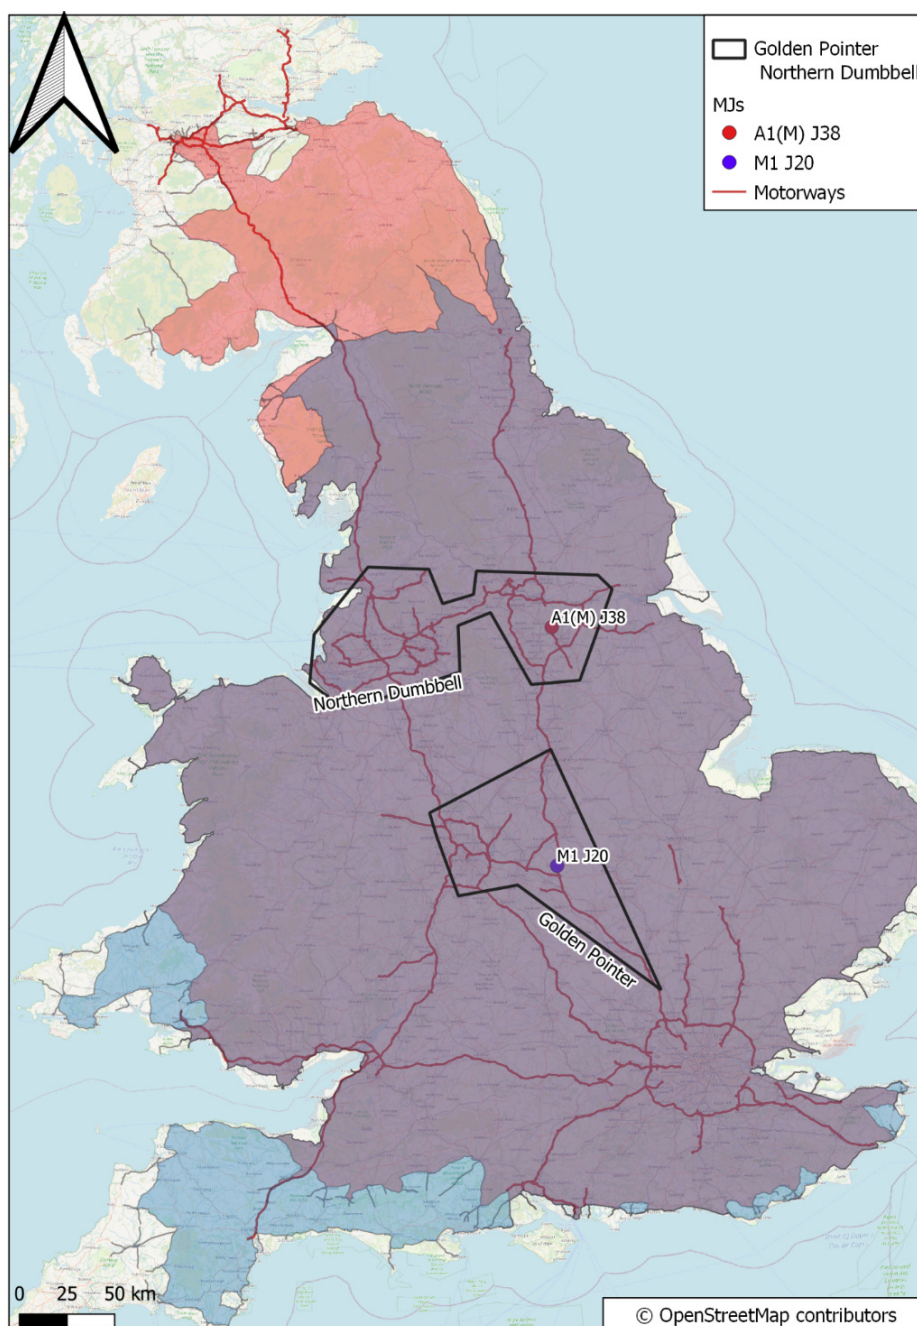 Golden Pointer
Northern Dumbbell
MJs
A1(M) J38
M1 J20
Motorways
A1(M) J38
Northern Dumbbell
M1 J20
Golden Pointer
0 25 50 km
© OpenStreetMap contributors